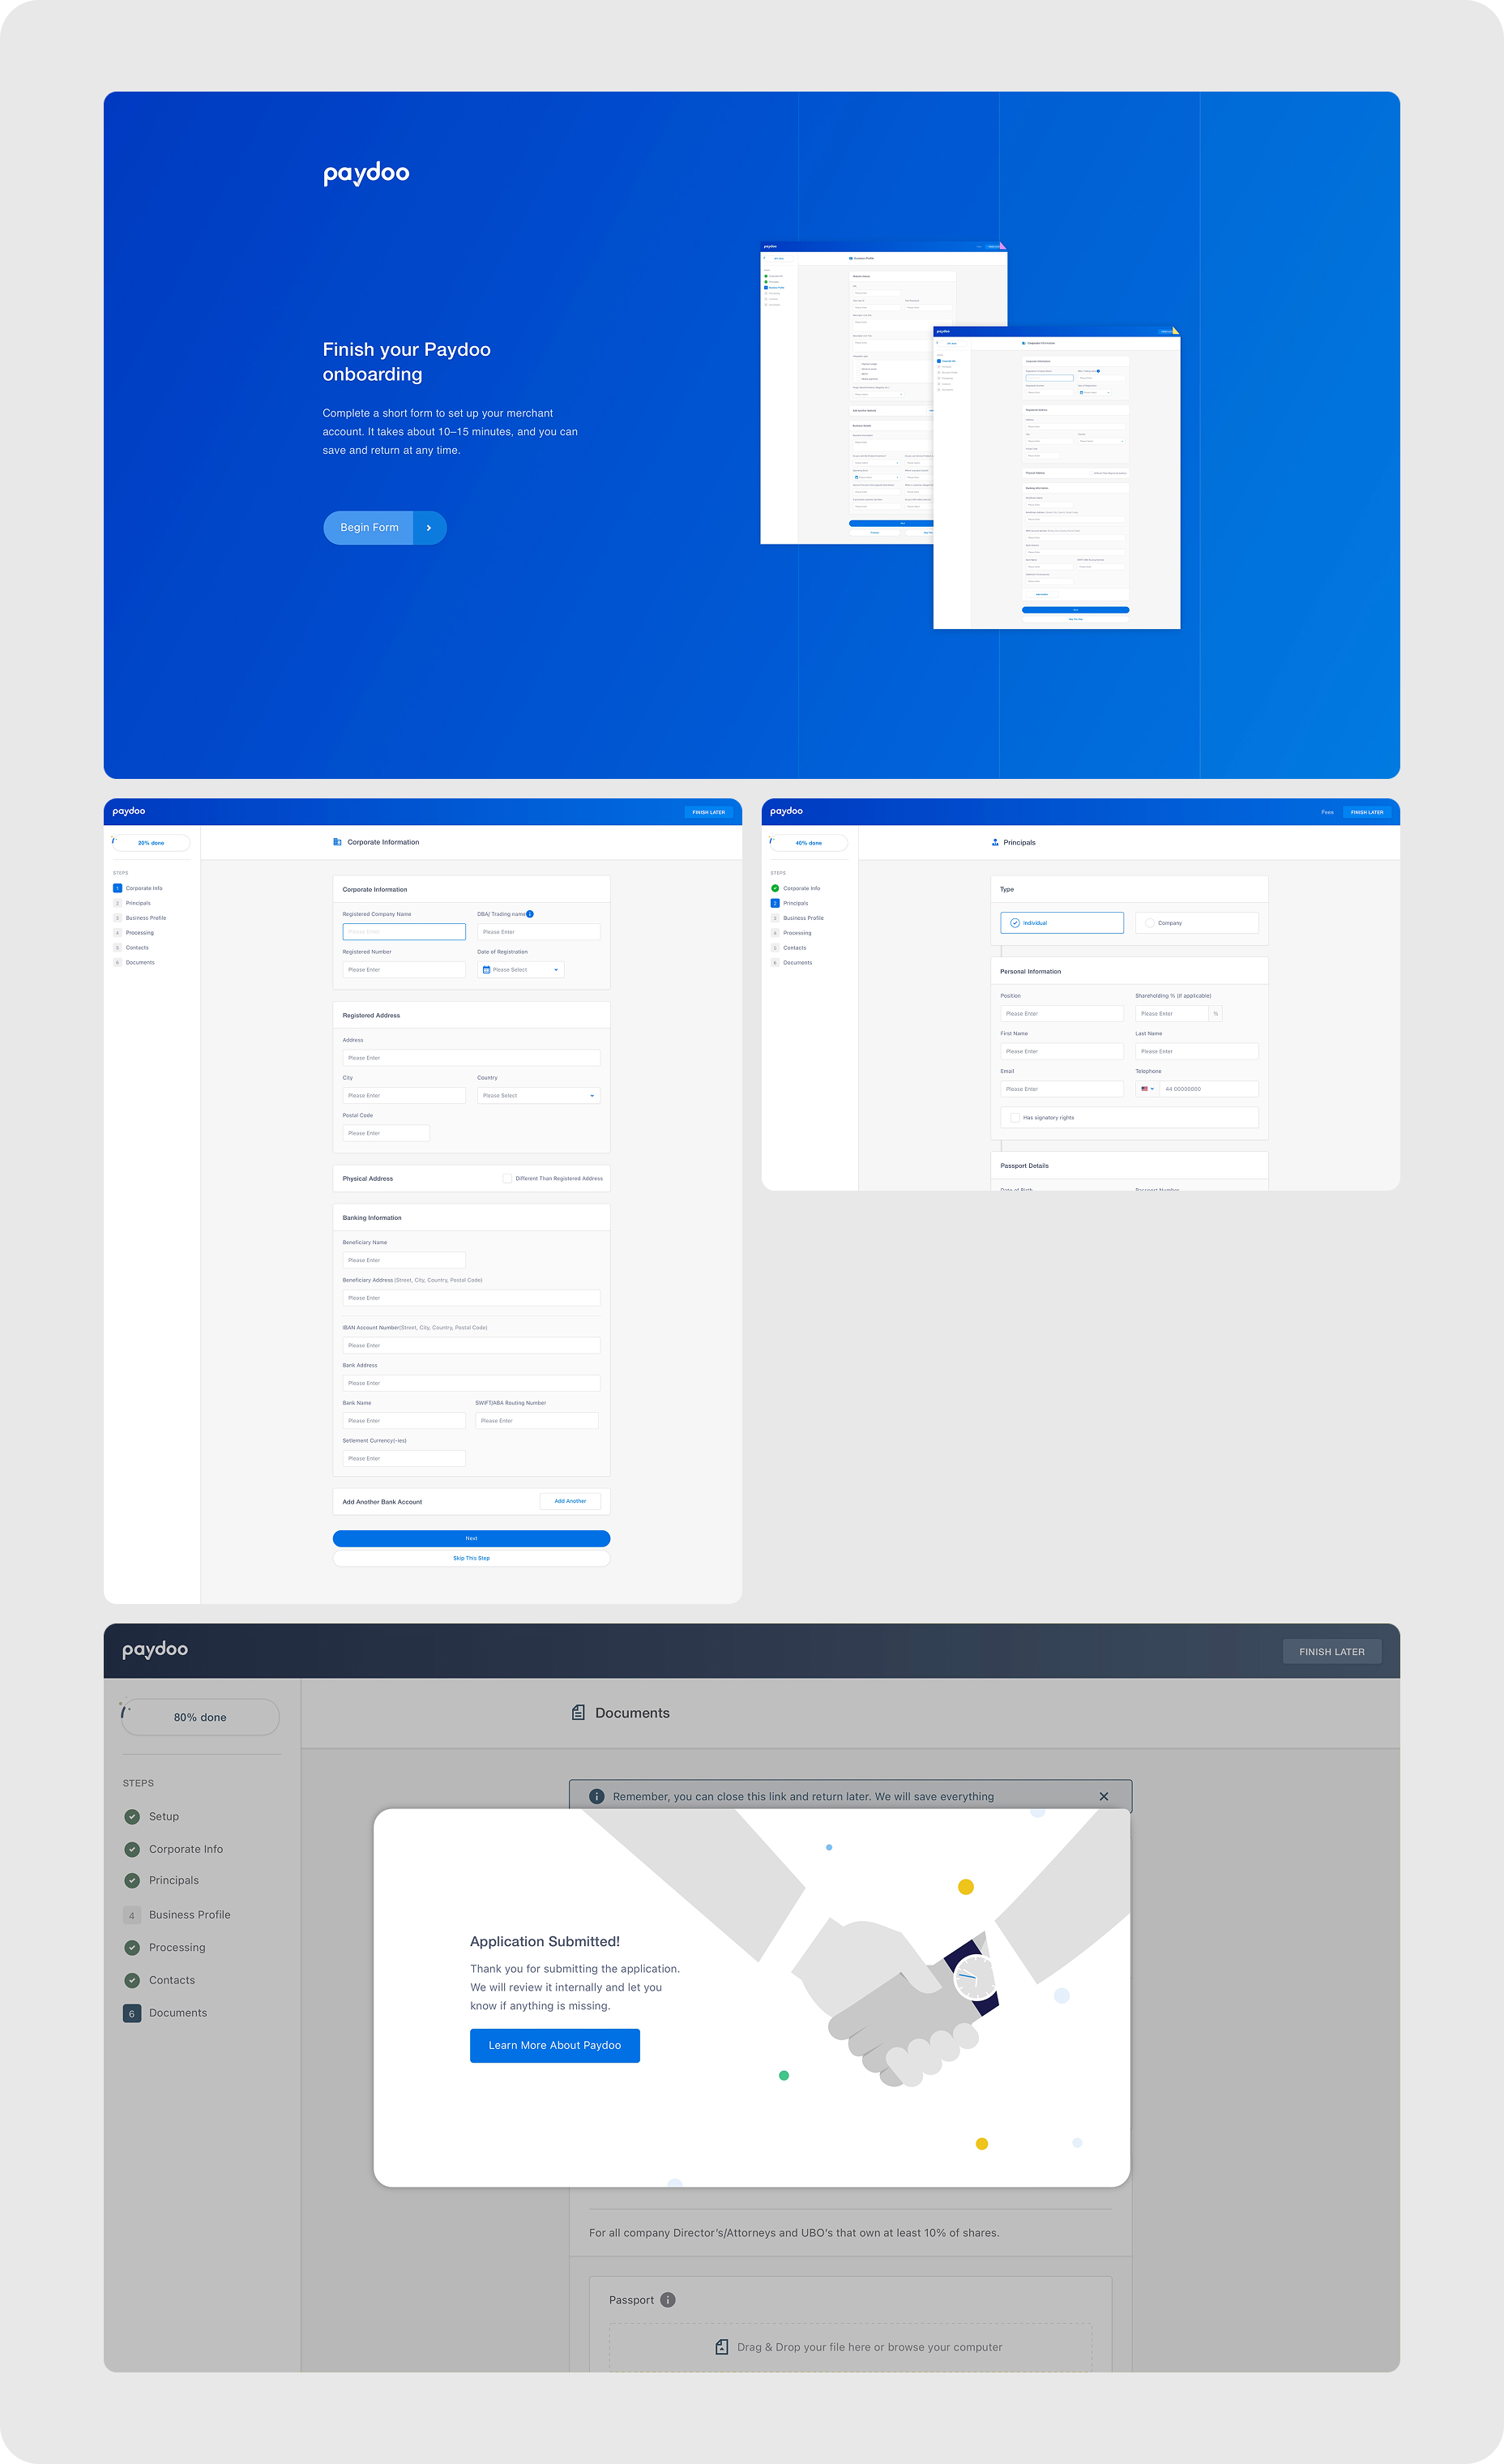 paydoo
Finish your Paydoo
onboarding
Complete a short form to set up your merchant
account. It takes about 10–15 minutes, and you can
save and return at any time.
Begin Form
paydoo
Business Profile
paydoo
Corporate Information
paydoo
FINISH LATER
20% done
STEPS
1 Corporate Info
2 Principals
3 Business Profile
4 Processing
5 Contacts
6 Documents
Corporate Information
Corporate Information
Registered Company Name
DBA/ Trading name
Please Enter
Please Enter
Registered Number
Date of Registration
Please Enter
Please Select
Registered Address
Address
Please Enter
City
Country
Please Enter
Please Select
Postal Code
Please Enter
Physical Address
Different Than Registered Address
Banking Information
Beneficiary Name
Please Enter
Beneficiary Address:(Street, City, Country, Postal Code)
Please Enter
IBAN Account Number(Street, City, Country, Postal Code)
Please Enter
Bank Address
Please Enter
Bank Name
SWIFT/ABA Routing Number
Please Enter
Please Enter
Setlement Currency(-ies)
Please Enter
Add Another Bank Account
Add Another
Next
Skip This Step
paydoo
Fees
FINISH LATER
40% done
STEPS
Corporate Info
2 Principals
3 Business Profile
4 Processing
5 Contacts
6 Documents
Principals
Type
Individual
Company
Personal Information
Position
Shareholding % (if applicable)
Please Enter
Please Enter
%
First Name
Last Name
Please Enter
Please Enter
Email
Telephone
Please Enter
44 00000000
Has signatory rights
Passport Details
Date of Birth
Passport Number
paydoo
FINISH LATER
80% done
STEPS
Setup
Corporate Info
Principals
4 Business Profile
Processing
Contacts
6 Documents
Documents
Remember, you can close this link and return later. We will save everything
Application Submitted!
Thank you for submitting the application.
We will review it internally and let you
know if anything is missing.
Learn More About Paydoo
For all company Director's/Attorneys and UBO's that own at least 10% of shares.
Passport
Drag & Drop your file here or browse your computer